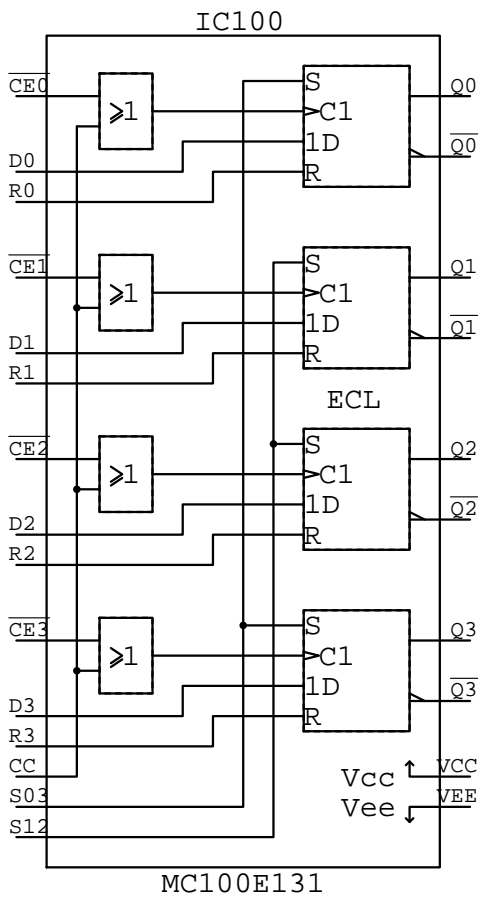 IC100
CE0
≥1
S
C1
1D
R
Q0
Q0
D0
R0
CE1
≥1
S
C1
1D
R
Q1
Q1
D1
R1
ECL
CE2
≥1
S
C1
1D
R
Q2
Q2
D2
R2
CE3
≥1
S
C1
1D
R
Q3
Q3
D3
R3
CC
Vcc
VCC
S03
Vee
VEE
S12
MC100E131